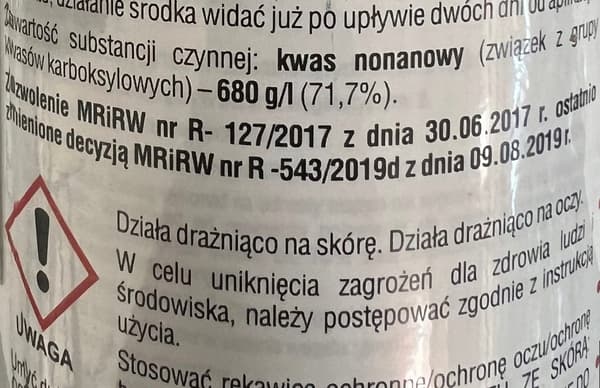 działanie środka widać już po upływie dwóch dni od
Zawartość substancji czynnej: kwas nonanowy (związek z grupy
kwasów karboksylowych) – 680 g/l (71,7%).
Zezwolenie MRiRW nr R- 127/2017 z dnia 30.06.2017 r. ostatnio
zmienione decyzją MRiRW nr R -543/2019d z dnia 09.08.2019r.
Działa drażniąco na skórę. Działa drażniąco na oczy.
W celu uniknięcia zagrożeń dla zdrowia ludzi i
środowiska, należy postępować zgodnie z instrukcją
użycia.
UWAGA
Stosować rękawice ochronne/ochronę oczu/ochronę
ZE SKÓRĄ:
Umyć